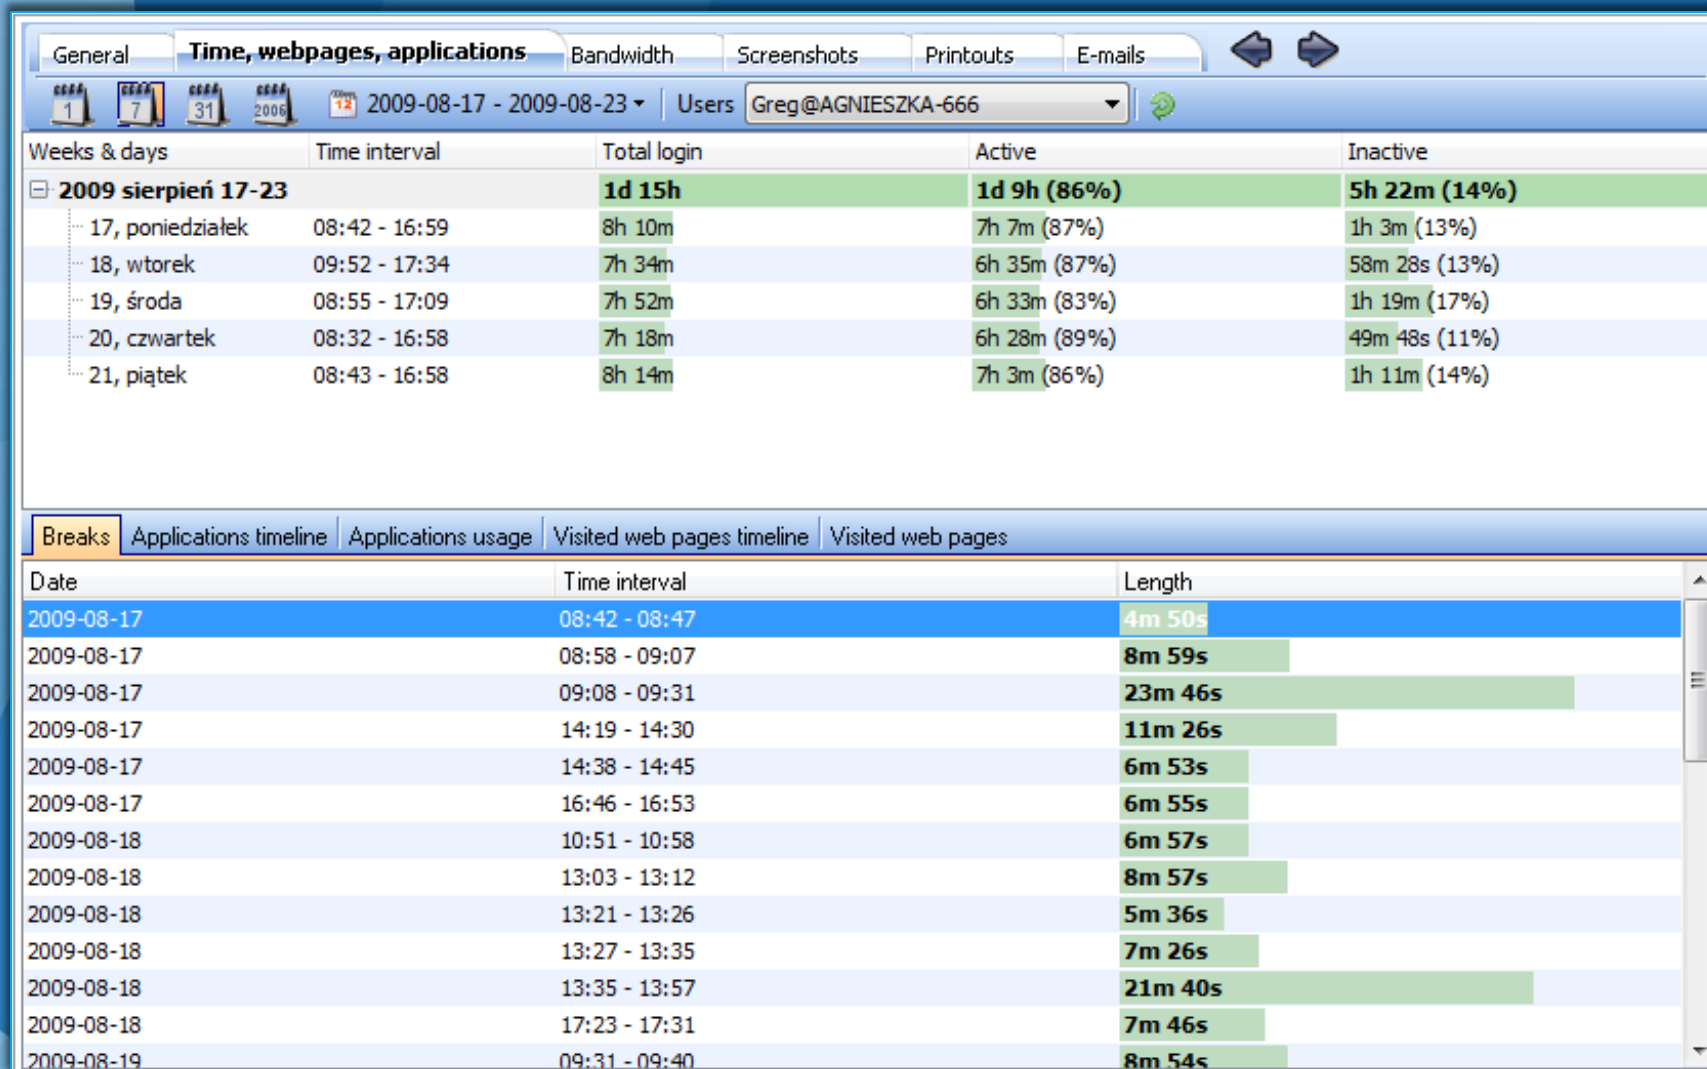 General Time, webpages, applications Bandwidth Screenshots Printouts E-mails
1 7 31 2006 12 2009-08-17 - 2009-08-23 Users Greg@AGNIESZKA-666
Weeks & days Time interval Total login Active Inactive
2009 sierpień 17-23 1d 15h 1d 9h (86%) 5h 22m (14%)
17, poniedziałek 08:42 - 16:59 8h 10m 7h 7m (87%) 1h 3m (13%)
18, wtorek 09:52 - 17:34 7h 34m 6h 35m (87%) 58m 28s (13%)
19, środa 08:55 - 17:09 7h 52m 6h 33m (83%) 1h 19m (17%)
20, czwartek 08:32 - 16:58 7h 18m 6h 28m (89%) 49m 48s (11%)
21, piątek 08:43 - 16:58 8h 14m 7h 3m (86%) 1h 11m (14%)
Breaks Applications timeline Applications usage Visited web pages timeline Visited web pages
Date Time interval Length
2009-08-17 08:42 - 08:47 4m 50s
2009-08-17 08:58 - 09:07 8m 59s
2009-08-17 09:08 - 09:31 23m 46s
2009-08-17 14:19 - 14:30 11m 26s
2009-08-17 14:38 - 14:45 6m 53s
2009-08-17 16:46 - 16:53 6m 55s
2009-08-18 10:51 - 10:58 6m 57s
2009-08-18 13:03 - 13:12 8m 57s
2009-08-18 13:21 - 13:26 5m 36s
2009-08-18 13:27 - 13:35 7m 26s
2009-08-18 13:35 - 13:57 21m 40s
2009-08-18 17:23 - 17:31 7m 46s
2009-08-19 09:31 - 09:40 8m 54s